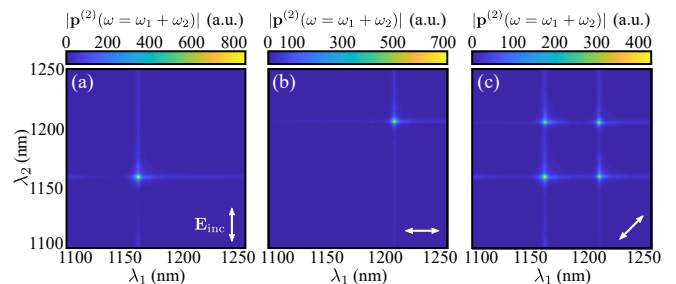 |p^(2)(ω = ω₁ + ω₂)| (a.u.) |p^(2)(ω = ω₁ + ω₂)| (a.u.) |p^(2)(ω = ω₁ + ω₂)| (a.u.)
0 200 400 600 800 0 100 300 500 700 0 100 200 300 400
1250 (a) (b) (c)
1200
λ₂ (nm)
1150
E_inc
1100
1100 1150 1200 1250 1100 1150 1200 1250 1100 1150 1200 1250
λ₁ (nm) λ₁ (nm) λ₁ (nm)